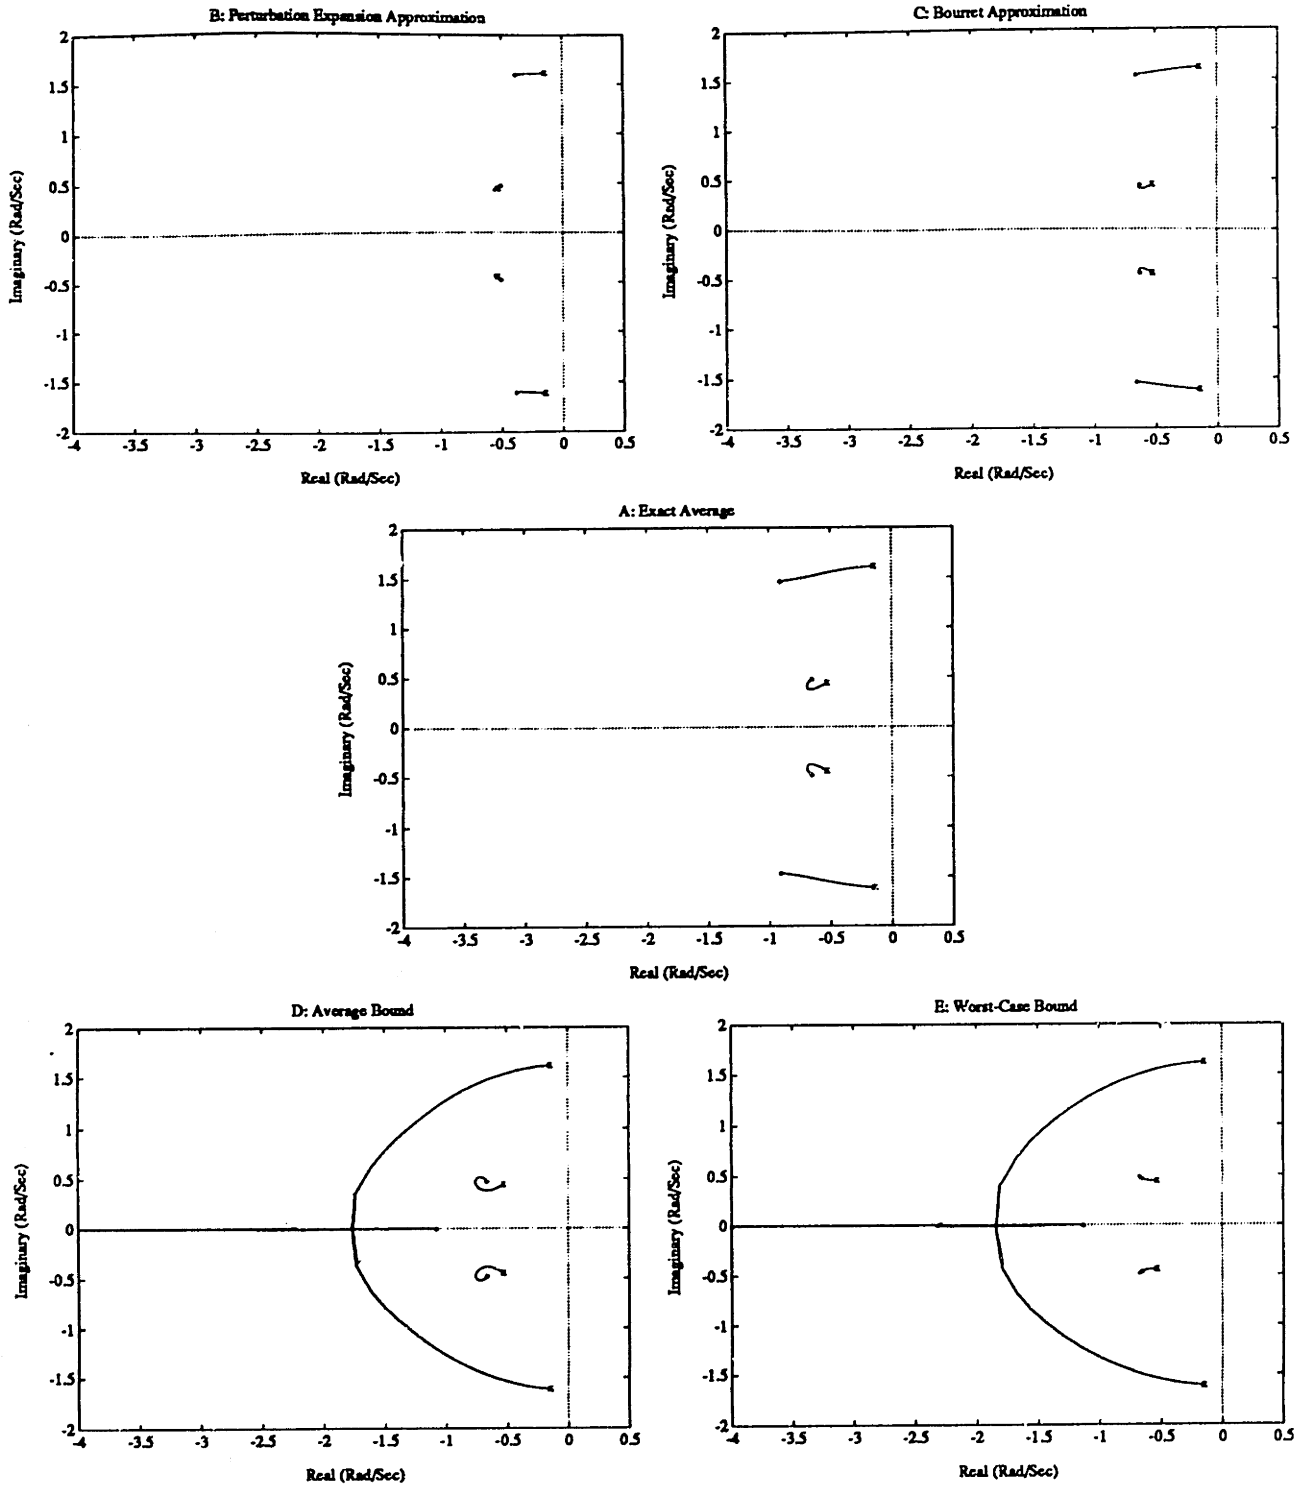 B: Perturbation Expansion Approximation
2
1.5
1
0.5
0
-0.5
-1
-1.5
-2
Imaginary (Rad/Sec)
-4 -3.5 -3 -2.5 -2 -1.5 -1 -0.5 0 0.5
Real (Rad/Sec)
C: Bourret Approximation
2
1.5
1
0.5
0
-0.5
-1
-1.5
-2
Imaginary (Rad/Sec)
-4 -3.5 -3 -2.5 -2 -1.5 -1 -0.5 0 0.5
Real (Rad/Sec)
A: Exact Average
2
1.5
1
0.5
0
-0.5
-1
-1.5
-2
Imaginary (Rad/Sec)
-4 -3.5 -3 -2.5 -2 -1.5 -1 -0.5 0 0.5
Real (Rad/Sec)
D: Average Bound
2
1.5
1
0.5
0
-0.5
-1
-1.5
-2
Imaginary (Rad/Sec)
-4 -3.5 -3 -2.5 -2 -1.5 -1 -0.5 0 0.5
Real (Rad/Sec)
E: Worst-Case Bound
2
1.5
1
0.5
0
-0.5
-1
-1.5
-2
Imaginary (Rad/Sec)
-4 -3.5 -3 -2.5 -2 -1.5 -1 -0.5 0 0.5
Real (Rad/Sec)